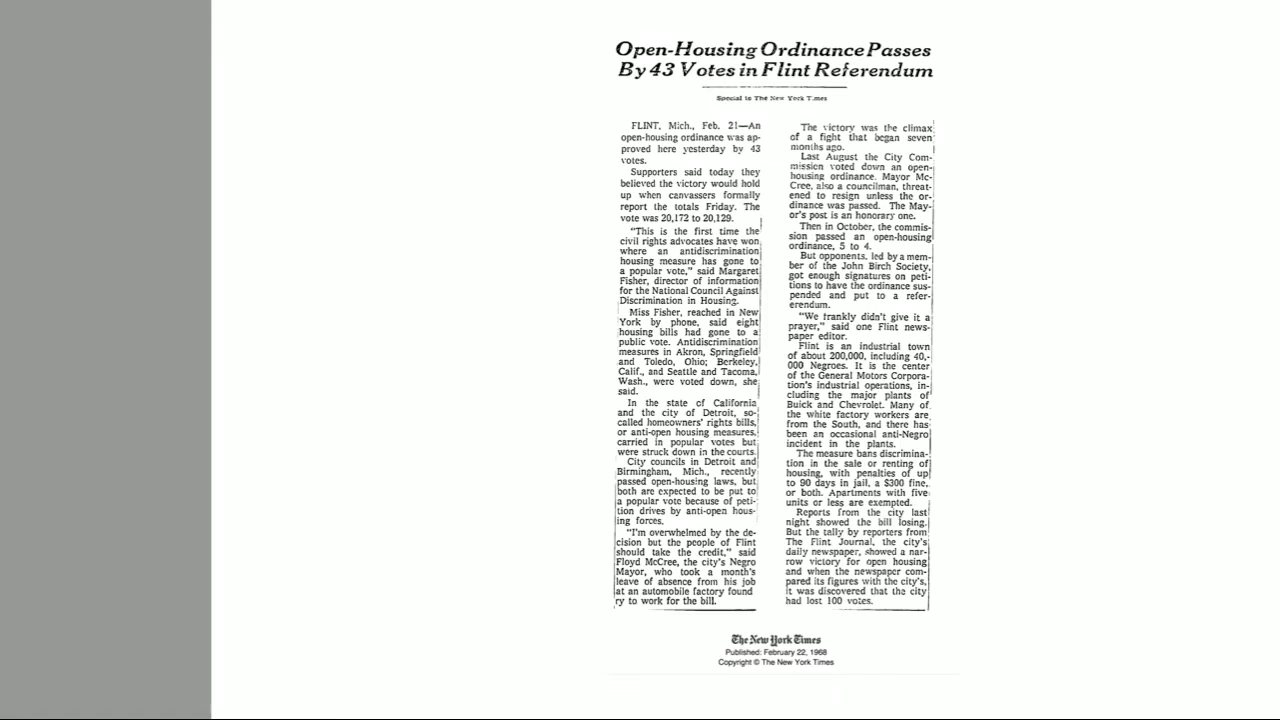 Open-Housing Ordinance Passes
By 43 Votes in Flint Referendum
Special to The New York Times
FLINT, Mich., Feb. 21—An
open-housing ordinance was ap-
proved here yesterday by 43
votes.
Supporters said today they
believed the victory would hold
up when canvassers formally
report the totals Friday. The
vote was 20,172 to 20,129.
"This is the first time the
civil rights advocates have won
where an antidiscrimination
housing measure has gone to
a popular vote," said Margaret
Fisher, director of information
for the National Council Against
Discrimination in Housing.
Miss Fisher, reached in New
York by phone, said eight
housing bills had gone to a
public vote. Antidiscrimination
measures in Akron, Springfield
and Toledo, Ohio; Berkeley,
Calif., and Seattle and Tacoma,
Wash., were voted down, she
said.
In the state of California
and the city of Detroit, so-
called homeowners' rights bills,
or anti-open housing measures,
carried in popular votes but
were struck down in the courts.
City councils in Detroit and
Birmingham, Mich., recently
passed open-housing laws, but
both are expected to be put to
a popular vote because of peti-
tion drives by anti-open hous-
ing forces.
"I'm overwhelmed by the de-
cision but the people of Flint
should take the credit," said
Floyd McCree, the city's Negro
Mayor, who took a month's
leave of absence from his job
at an automobile factory found
ry to work for the bill.
The victory was the climax
of a fight that began seven
months ago.
Last August the City Com-
mission voted down an open-
housing ordinance. Mayor Mc-
Cree, also a councilman, threat-
ened to resign unless the or-
dinance was passed. The May-
or's post is an honorary one.
Then in October, the commis-
sion passed an open-housing
ordinance, 5 to 4.
But opponents, led by a mem-
ber of the John Birch Society,
got enough signatures on peti-
tions to have the ordinance sus-
pended and put to a refer-
erendum.
"We frankly didn't give it a
prayer," said one Flint news-
paper editor.
Flint is an industrial town
of about 200,000, including 40,-
000 Negroes. It is the center
of the General Motors Corpora-
tion's industrial operations, in-
cluding the major plants of
Buick and Chevrolet. Many of
the white factory workers are
from the South, and there has
been an occasional anti-Negro
incident in the plants.
The measure bans discrimina-
tion in the sale or renting of
housing, with penalties of up
to 90 days in jail, a $300 fine,
or both. Apartments with five
units or less are exempted.
Reports from the city last
night showed the bill losing.
But the tally by reporters from
The Flint Journal, the city's
daily newspaper, showed a nar-
row victory for open housing
and when the newspaper com-
pared its figures with the city's,
it was discovered that the city
had lost 100 votes.
The New York Times
Published: February 22, 1968
Copyright © The New York Times